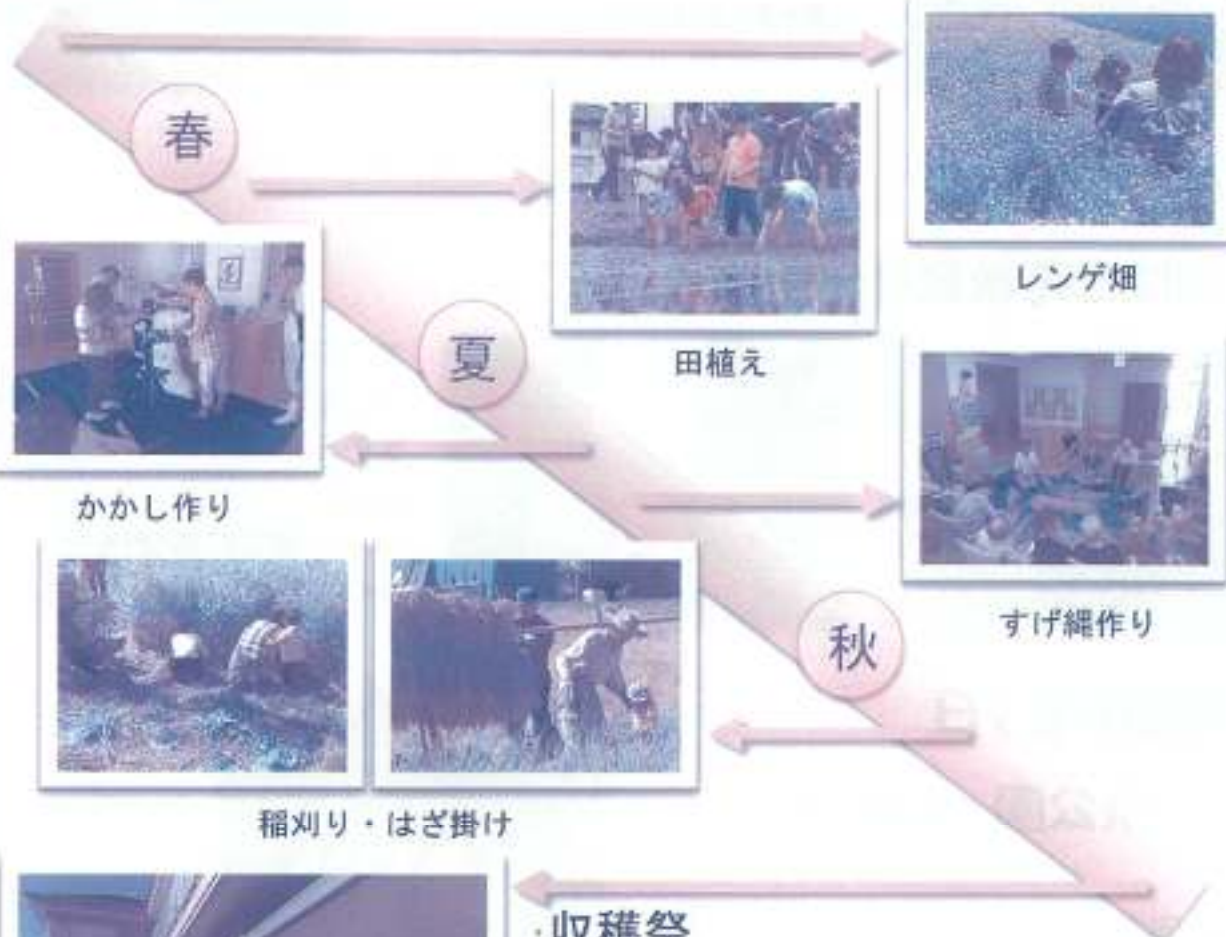 春
レンゲ畑
田植え
夏
かかし作り
すげ縄作り
秋
稲刈り・はざ掛け
収穫祭